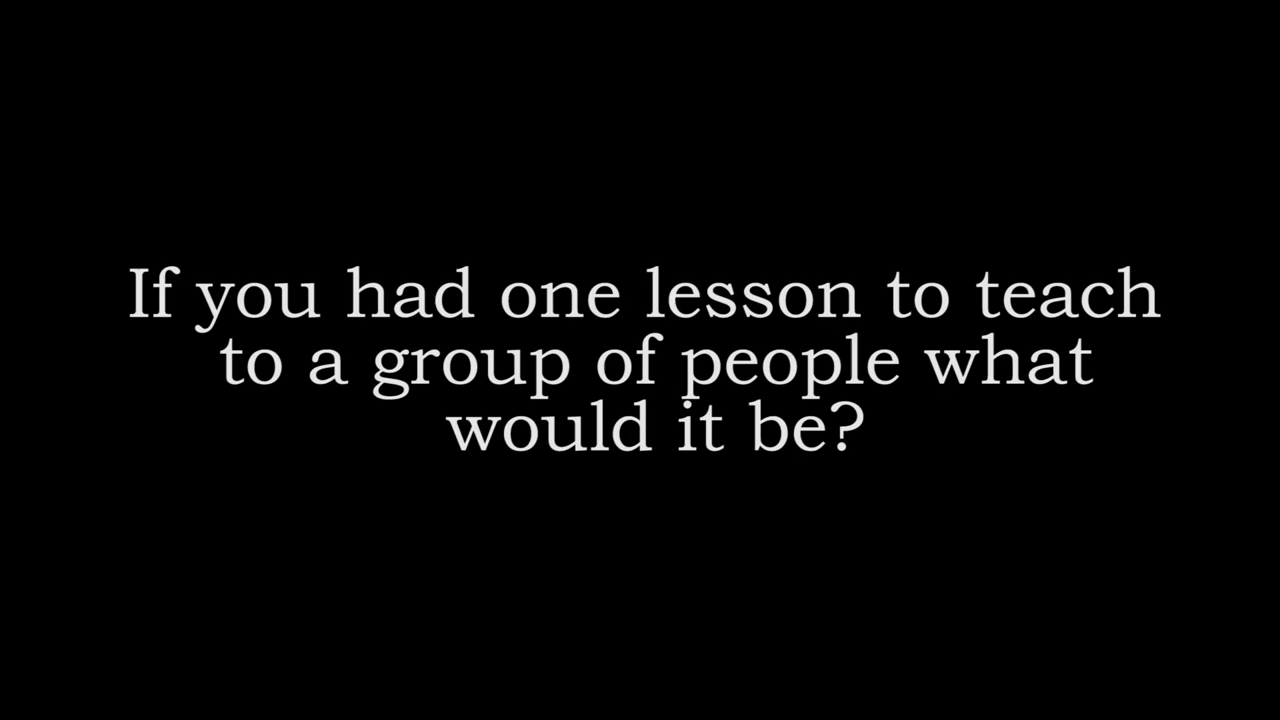 If you had one lesson to teach
to a group of people what
would it be?